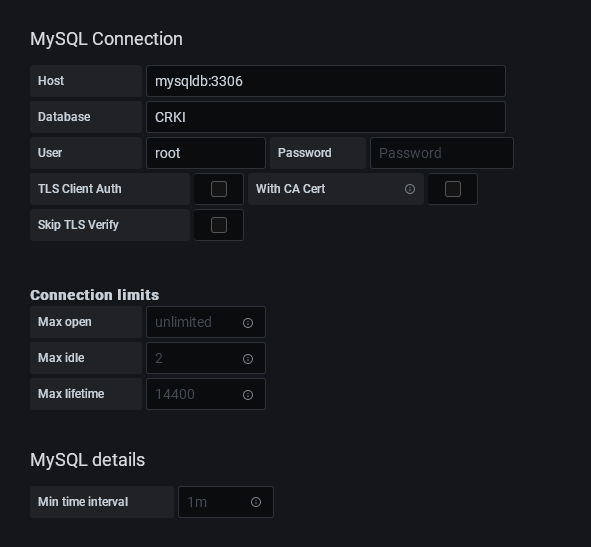 MySQL Connection
Host mysqldb:3306
Database CRKI
User root Password Password
TLS Client Auth With CA Cert
Skip TLS Verify
Connection limits
Max open unlimited
Max idle 2
Max lifetime 14400
MySQL details
Min time interval 1m